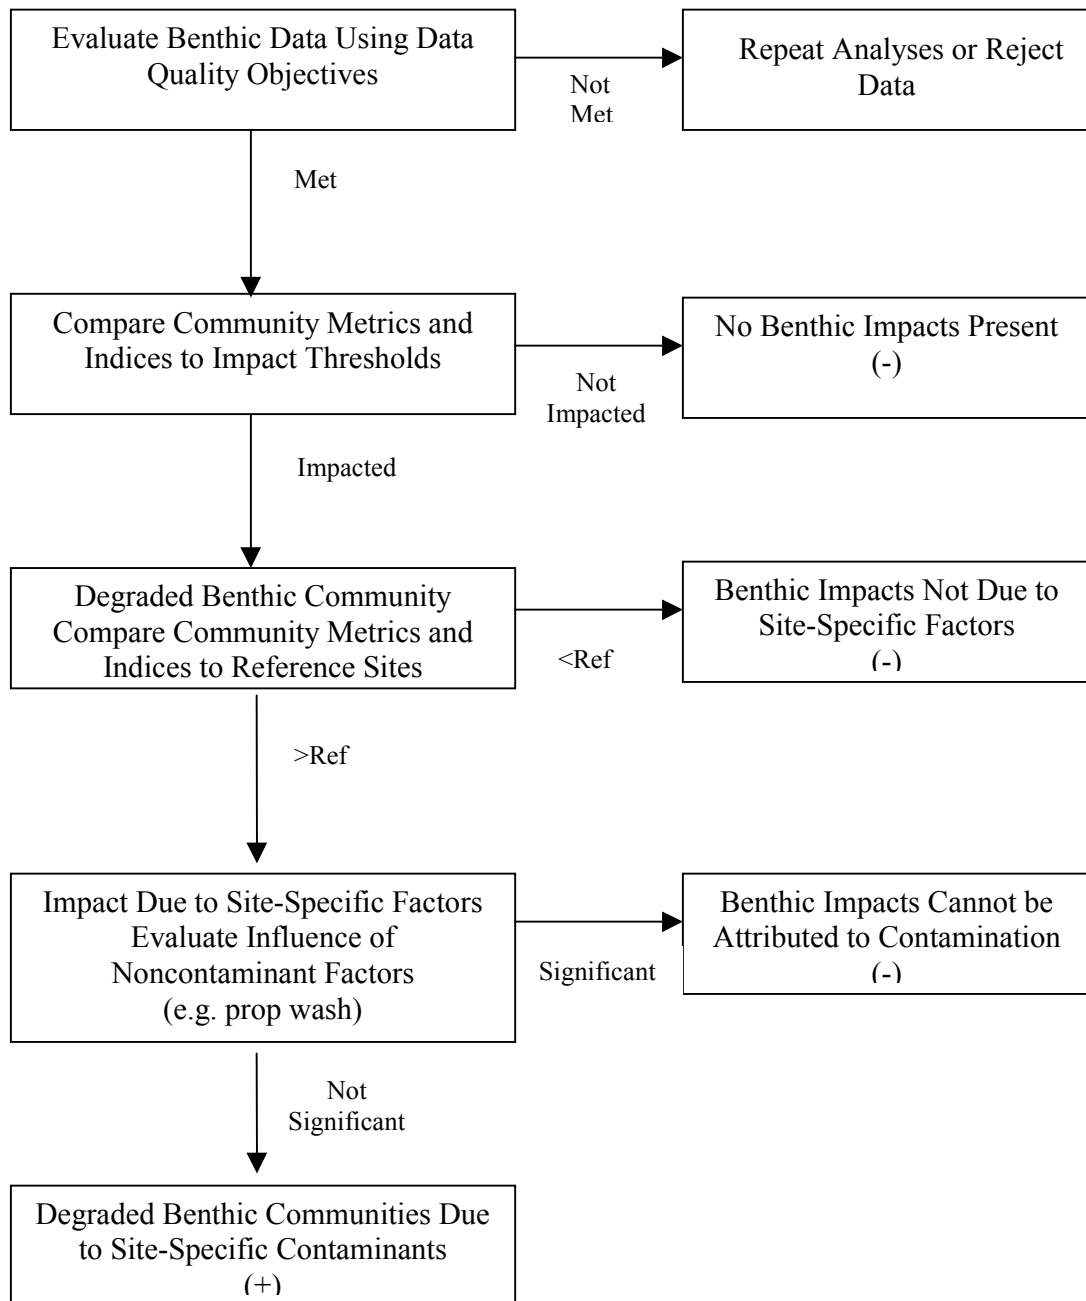 Evaluate Benthic Data Using Data
Quality Objectives
Repeat Analyses or Reject
Data
Not
Met
Met
Compare Community Metrics and
Indices to Impact Thresholds
No Benthic Impacts Present
(-)
Not
Impacted
Impacted
Degraded Benthic Community
Compare Community Metrics and
Indices to Reference Sites
Benthic Impacts Not Due to
Site-Specific Factors
(-)
<Ref
>Ref
Impact Due to Site-Specific Factors
Evaluate Influence of
Noncontaminant Factors
(e.g. prop wash)
Benthic Impacts Cannot be
Attributed to Contamination
(-)
Significant
Not
Significant
Degraded Benthic Communities Due
to Site-Specific Contaminants
(+)